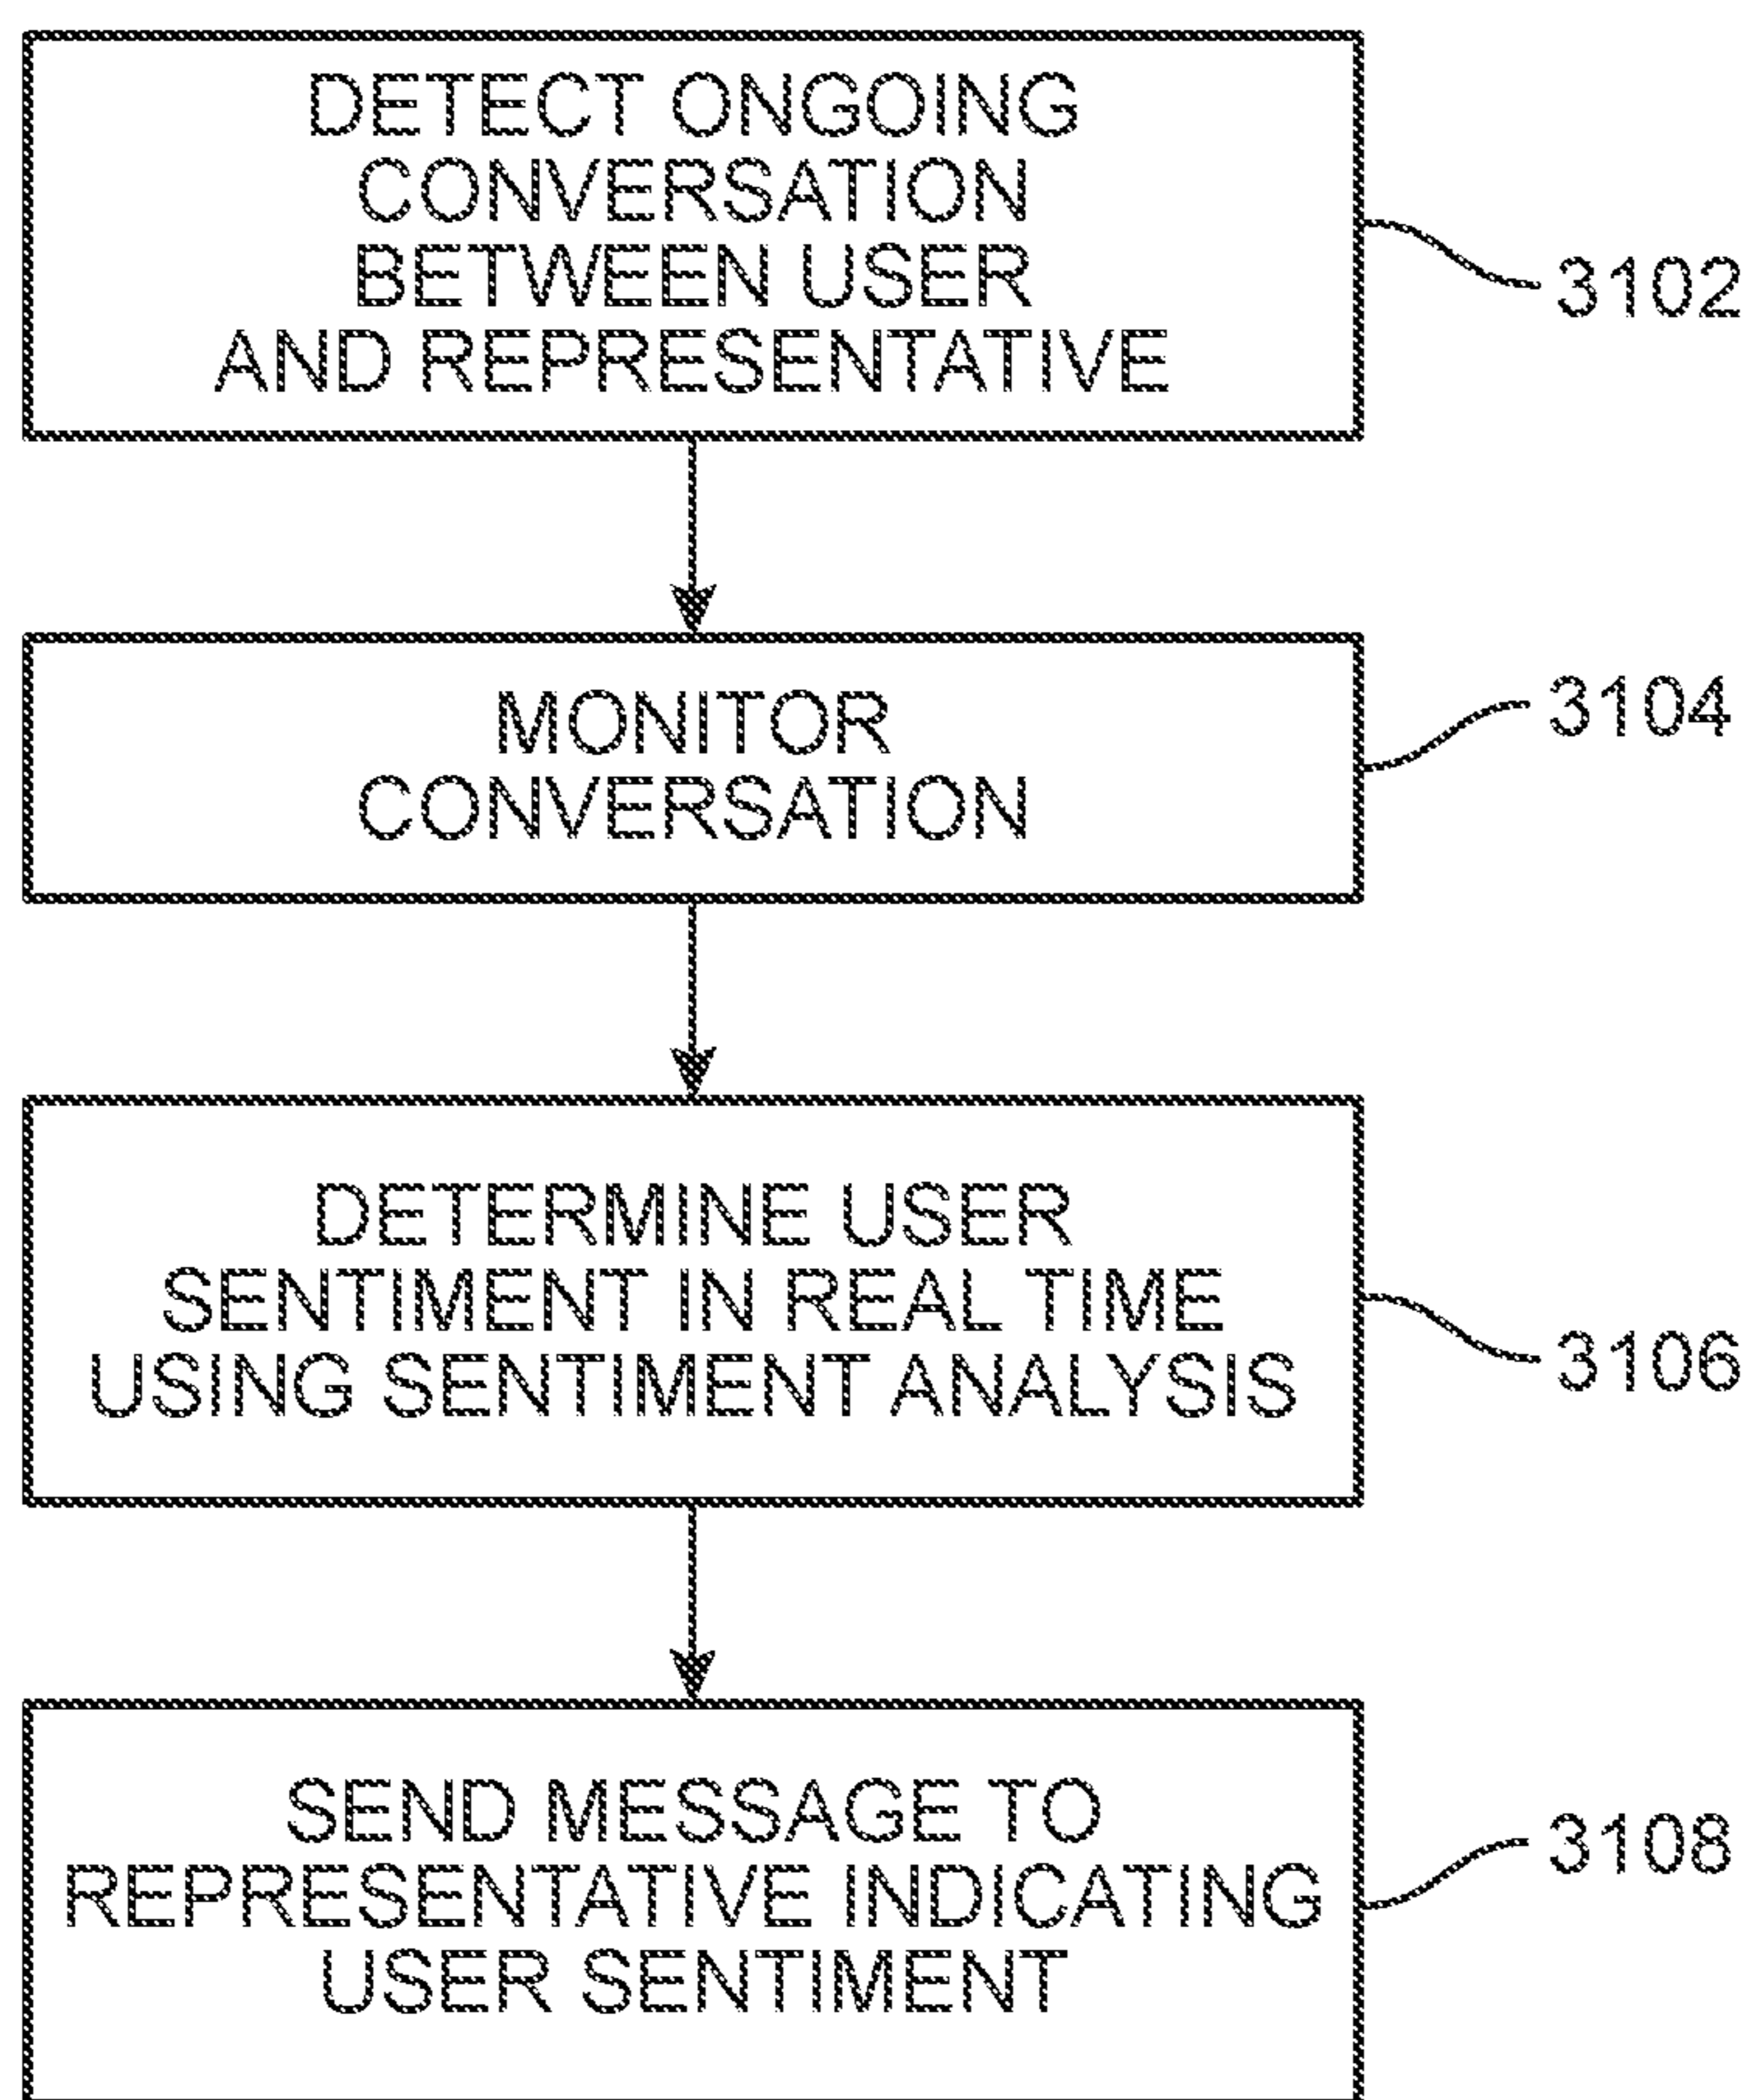 DETECT ONGOING
CONVERSATION
BETWEEN USER
AND REPRESENTATIVE
3102
MONITOR
CONVERSATION
3104
DETERMINE USER
SENTIMENT IN REAL TIME
USING SENTIMENT ANALYSIS
3106
SEND MESSAGE TO
REPRESENTATIVE INDICATING
USER SENTIMENT
3108